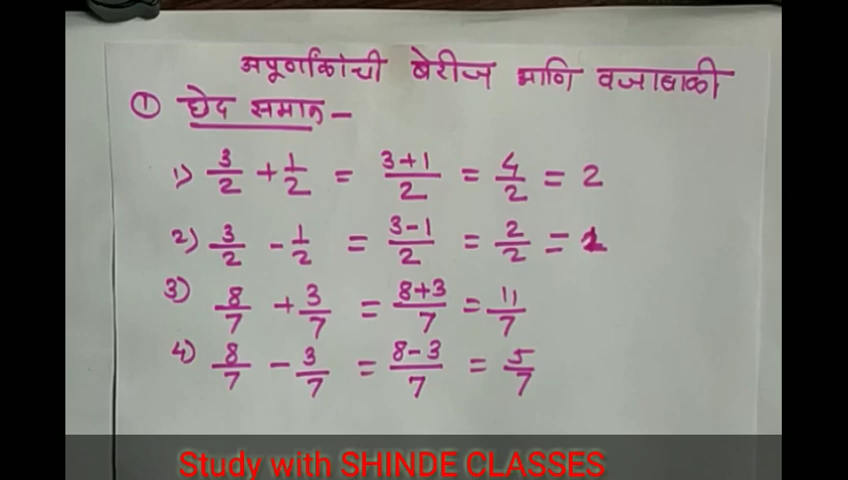 अपूर्णांकांची बेरीज आणि वजाबाकी
① छेद समान –
1) 3/2 + 1/2 = 3+1/2 = 4/2 = 2
2) 3/2 - 1/2 = 3-1/2 = 2/2 = 1
3) 8/7 + 3/7 = 8+3/7 = 11/7
4) 8/7 - 3/7 = 8-3/7 = 5/7
Study with SHINDE CLASSES